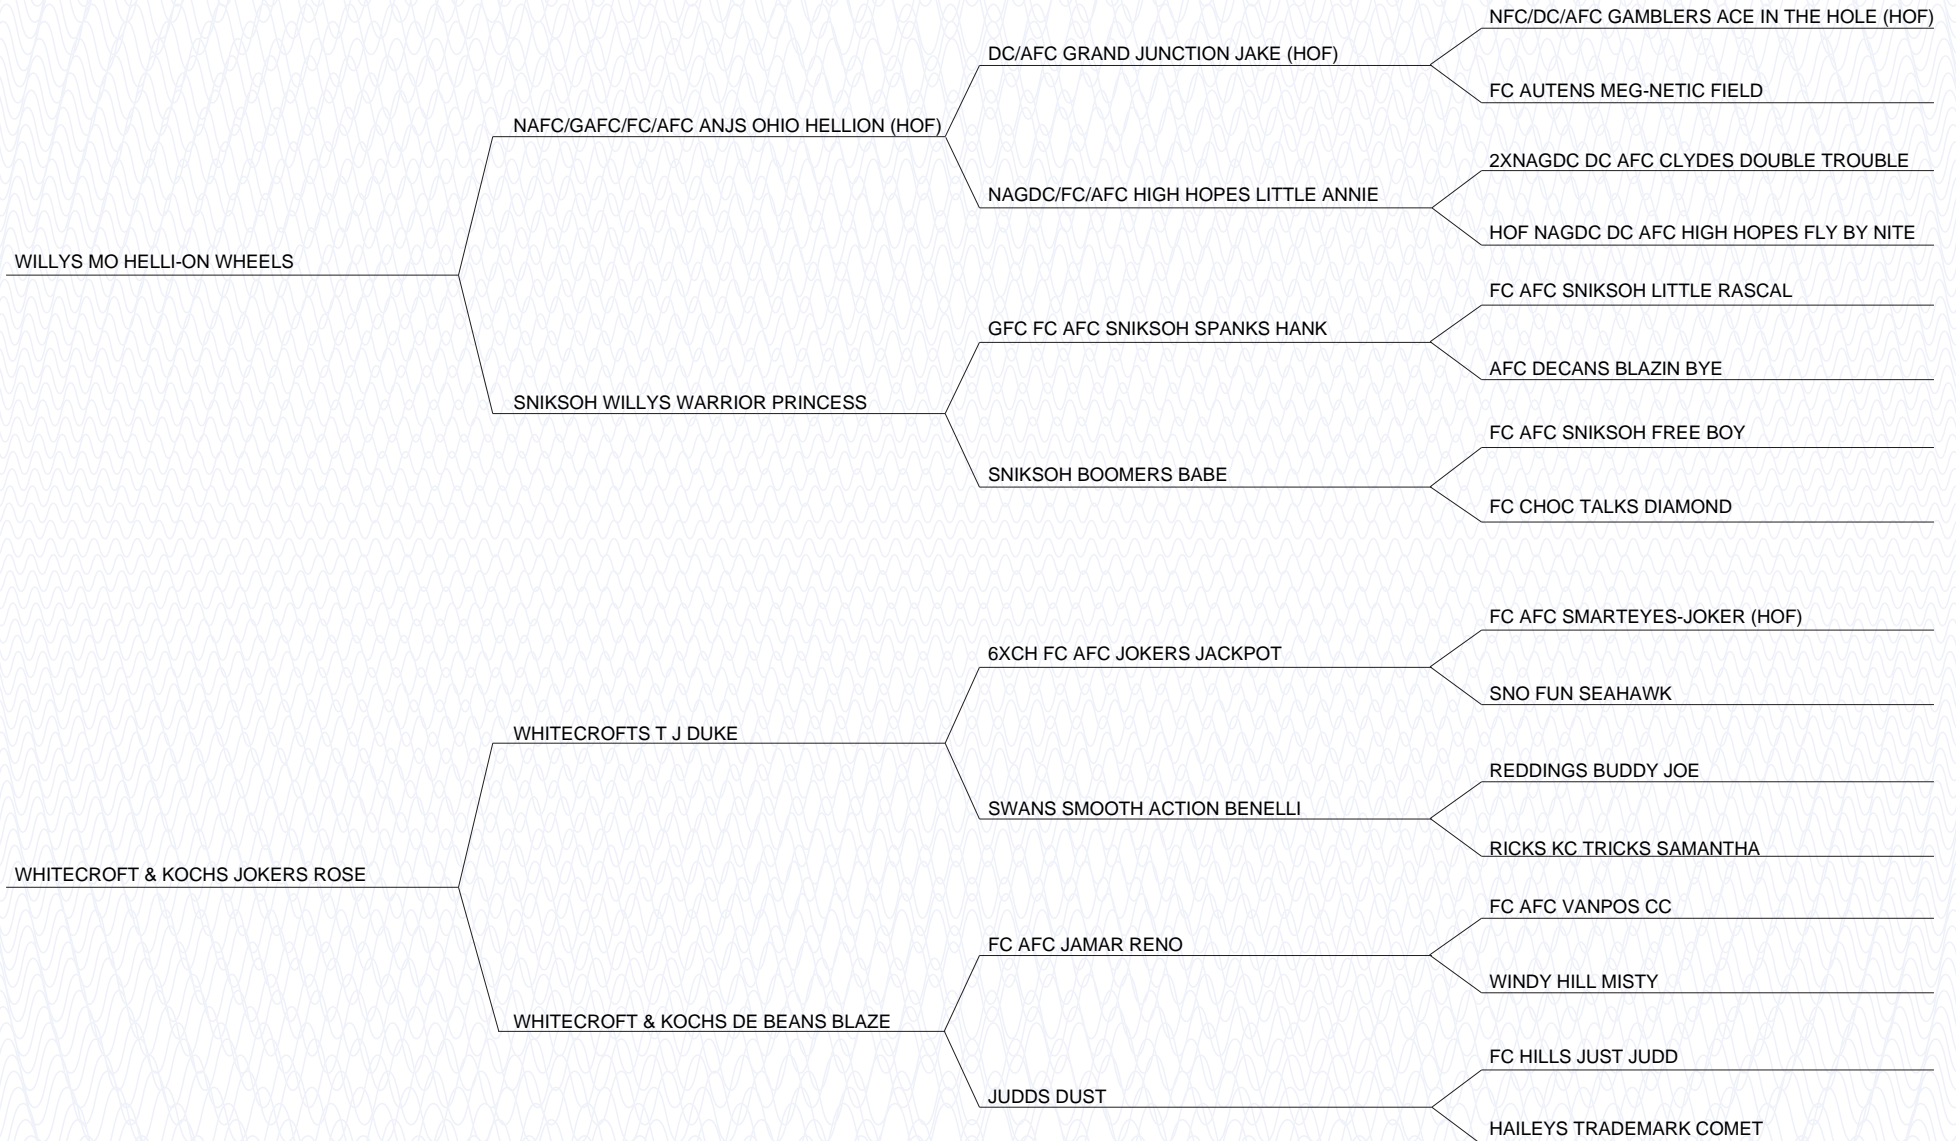 NFC/DC/AFC GAMBLERS ACE IN THE HOLE (HOF)
DC/AFC GRAND JUNCTION JAKE (HOF)
FC AUTENS MEG-NETIC FIELD
NAFC/GAFC/FC/AFC ANJS OHIO HELLION (HOF)
2XNAGDC DC AFC CLYDES DOUBLE TROUBLE
NAGDC/FC/AFC HIGH HOPES LITTLE ANNIE
HOF NAGDC DC AFC HIGH HOPES FLY BY NITE
WILLYS MO HELLI-ON WHEELS
FC AFC SNIKSOH LITTLE RASCAL
GFC FC AFC SNIKSOH SPANKS HANK
AFC DECANS BLAZIN BYE
SNIKSOH WILLYS WARRIOR PRINCESS
FC AFC SNIKSOH FREE BOY
SNIKSOH BOOMERS BABE
FC CHOC TALKS DIAMOND
FC AFC SMARTEYES-JOKER (HOF)
6XCH FC AFC JOKERS JACKPOT
SNO FUN SEAHAWK
WHITECROFTS T J DUKE
REDDINGS BUDDY JOE
SWANS SMOOTH ACTION BENELLI
RICKS KC TRICKS SAMANTHA
WHITECROFT & KOCHS JOKERS ROSE
FC AFC VANPOS CC
FC AFC JAMAR RENO
WINDY HILL MISTY
WHITECROFT & KOCHS DE BEANS BLAZE
FC HILLS JUST JUDD
JUDDS DUST
HAILEYS TRADEMARK COMET